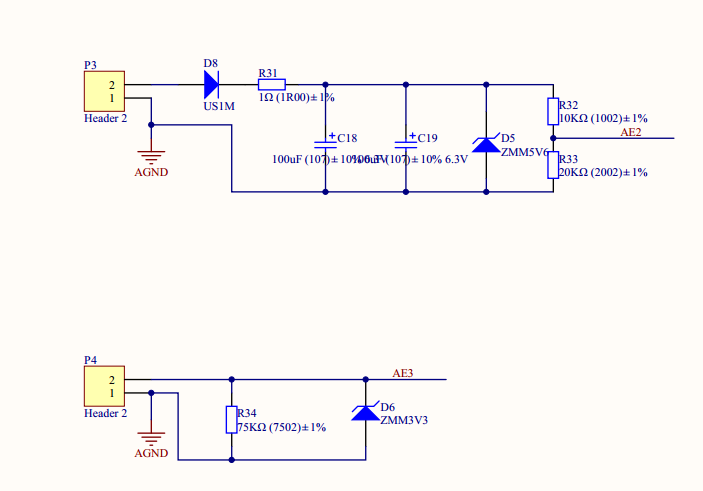 P3
2
1
Header 2
AGND
D8
US1M
R31
1Ω (1R00)±1%
C18
100uF (107)±10% 6.3V
C19
100uF (107)±10% 6.3V
D5
ZMM5V6
R32
10KΩ (1002)±1%
AE2
R33
20KΩ (2002)±1%
P4
2
1
Header 2
AGND
R34
75KΩ (7502)±1%
AE3
D6
ZMM3V3